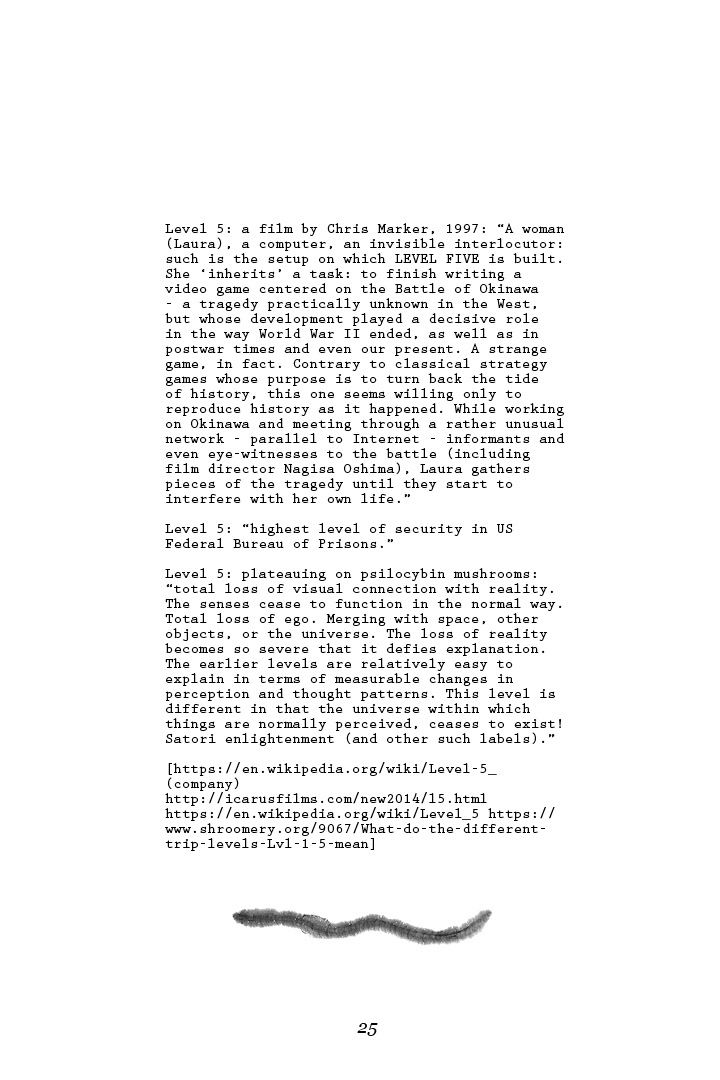 Level 5: a film by Chris Marker, 1997: “A woman
(Laura), a computer, an invisible interlocutor:
such is the setup on which LEVEL FIVE is built.
She ‘inherits’ a task: to finish writing a
video game centered on the Battle of Okinawa
- a tragedy practically unknown in the West,
but whose development played a decisive role
in the way World War II ended, as well as in
postwar times and even our present. A strange
game, in fact. Contrary to classical strategy
games whose purpose is to turn back the tide
of history, this one seems willing only to
reproduce history as it happened. While working
on Okinawa and meeting through a rather unusual
network - parallel to Internet - informants and
even eye-witnesses to the battle (including
film director Nagisa Oshima), Laura gathers
pieces of the tragedy until they start to
interfere with her own life.”
Level 5: “highest level of security in US
Federal Bureau of Prisons.”
Level 5: plateauing on psilocybin mushrooms:
“total loss of visual connection with reality.
The senses cease to function in the normal way.
Total loss of ego. Merging with space, other
objects, or the universe. The loss of reality
becomes so severe that it defies explanation.
The earlier levels are relatively easy to
explain in terms of measurable changes in
perception and thought patterns. This level is
different in that the universe within which
things are normally perceived, ceases to exist!
Satori enlightenment (and other such labels).”
[https://en.wikipedia.org/wiki/Level-5_
(company)
http://icarusfilms.com/new2014/l5.html
https://en.wikipedia.org/wiki/Level_5 https://
www.shroomery.org/9067/What-do-the-different-
trip-levels-Lvl-1-5-mean]
25